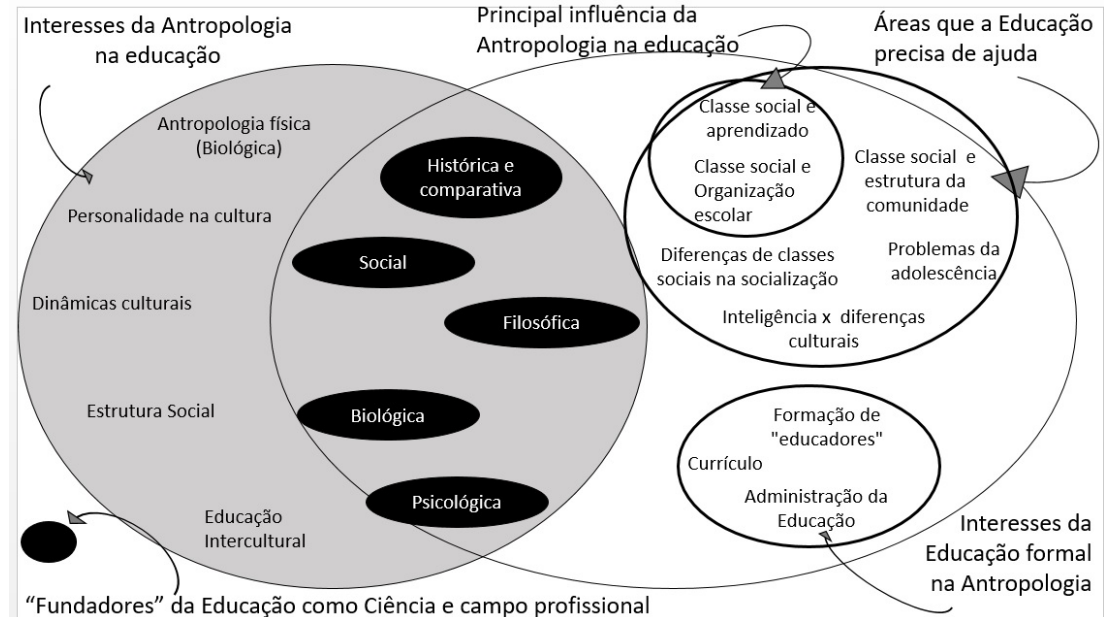 Interesses da Antropologia
na educação
Principal influência da
Antropologia na educação
Áreas que a Educação
precisa de ajuda
Antropologia física
(Biológica)
Personalidade na cultura
Dinâmicas culturais
Estrutura Social
Educação
Intercultural
Histórica e
comparativa
Social
Filosófica
Biológica
Psicológica
Classe social e
aprendizado
Classe social e
Organização
escolar
Classe social e
estrutura da
comunidade
Diferenças de classes
sociais na socialização
Problemas da
adolescência
Inteligência x diferenças
culturais
Formação de
"educadores"
Currículo
Administração da
Educação
Interesses da
Educação formal
na Antropologia
“Fundadores” da Educação como Ciência e campo profissional